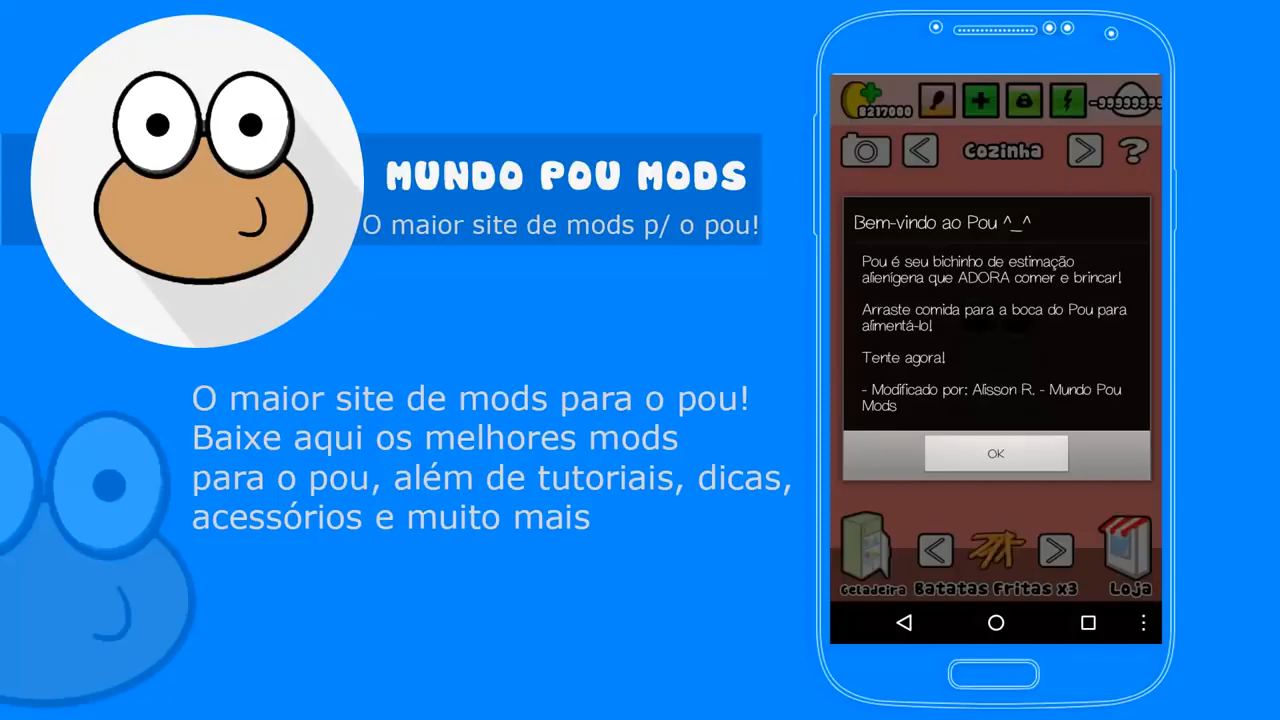 MUNDO POU MODS
O maior site de mods p/ o pou!
O maior site de mods para o pou!
Baixe aqui os melhores mods
para o pou, além de tutoriais, dicas,
acessórios e muito mais
8217000
-99999999
Cozinha
?
Bem-vindo ao Pou ^_^
Pou é seu bichinho de estimação
alienígena que ADORA comer e brincar!
Arraste comida para a boca do Pou para
alimentá-lo!
Tente agora!
- Modificado por: Alisson R. - Mundo Pou
Mods
OK
Geladeira
Batatas Fritas x3
Loja